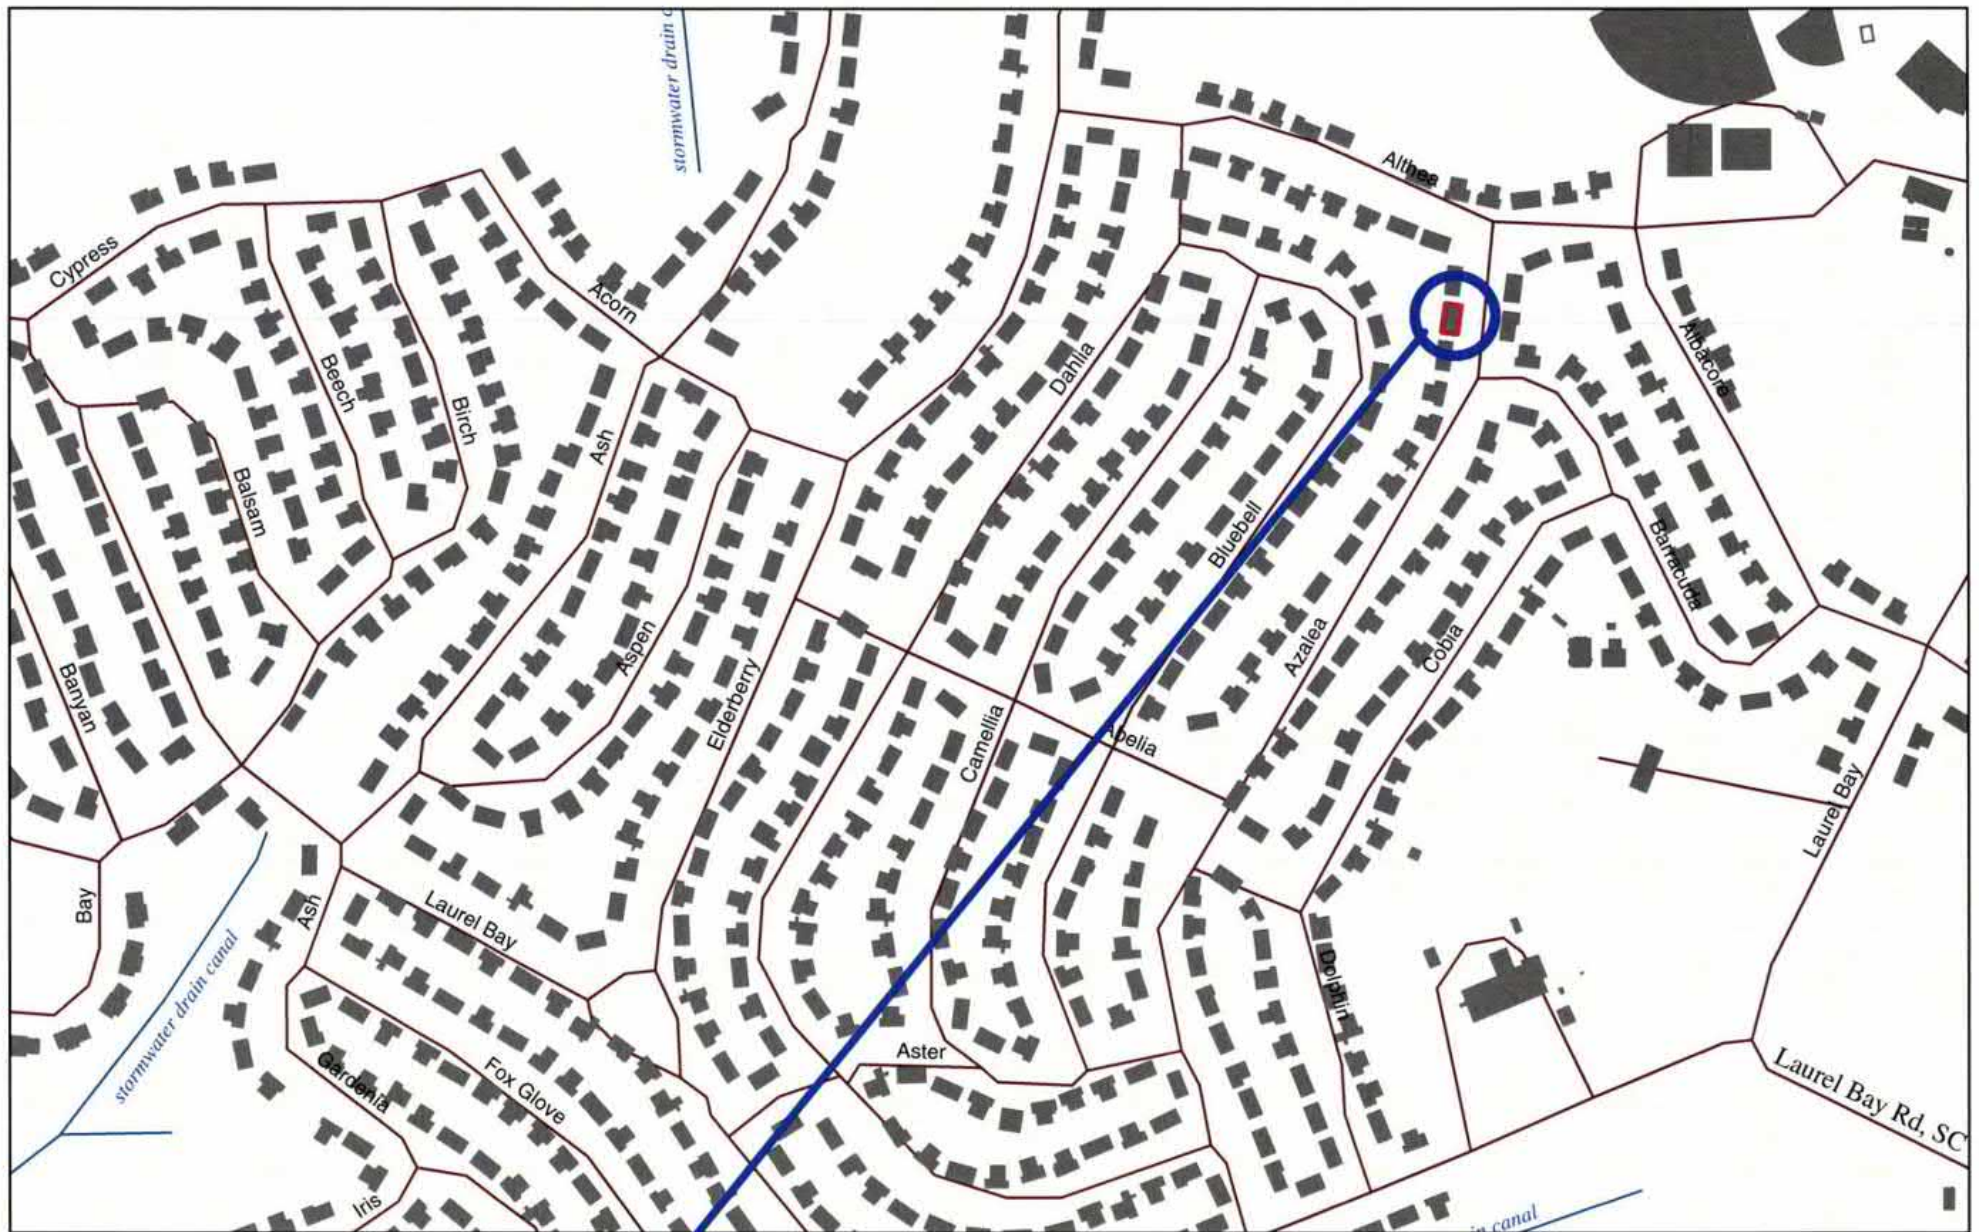 stormwater drain c
Althea
Cypress
Acorn
Albacore
Dahlia
Beech
Birch
Ash
Balsam
Bluebell
Barracuda
Azalea
Cobia
Aspen
Elderberry
Banyan
Camellia
Abelia
Laurel Bay
Bay
Ash
Laurel Bay
stormwater drain canal
Dolphin
Aster
Gardenia
Fox Glove
Laurel Bay Rd, SC
Iris
in canal